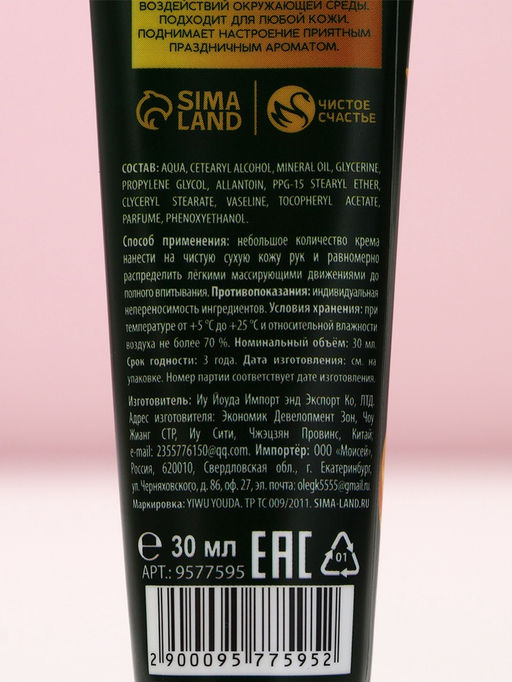 ВОЗДЕЙСТВИЙ ОКРУЖАЮЩЕЙ СРЕДЫ.
ПОДХОДИТ ДЛЯ ЛЮБОЙ КОЖИ.
ПОДНИМАЕТ НАСТРОЕНИЕ ПРИЯТНЫМ
ПРАЗДНИЧНЫМ АРОМАТОМ.
SIMA LAND
ЧИСТОЕ СЧАСТЬЕ
СОСТАВ: AQUA, CETEARYL ALCOHOL, MINERAL OIL, GLYCERINE,
PROPYLENE GLYCOL, ALLANTOIN, PPG-15 STEARYL ETHER,
CLYCERYL STEARATE, VASELINE, TOCOPHERYL ACETATE,
PARFUME, PHENOXYETHANOL.
Способ применения: небольшое количество крема
нанести на чистую сухую кожу рук и равномерно
распределить лёгкими массирующими движениями до
полного впитывания. Противопоказания: индивидуальная
непереносимость ингредиентов. Условия хранения: при
температуре от +5 °C до +25 °C и относительной влажности
воздуха не более 70 %. Номинальный объём: 30 мл.
Срок годности: 3 года. Дата изготовления: см. на
упаковке. Номер партии соответствует дате изготовления.
Изготовитель: Иу Йоуда Импорт энд Экспорт Ко, ЛТД.
Адрес изготовителя: Экономик Девелопмент Зон, Чоу
Жианг СТР, Иу Сити, Чжэцзян Провинс, Китай,
e-mail: 2355776150@qq.com. Импортёр: ООО «Моисей»,
Россия, 620010, Свердловская обл., г. Екатеринбург,
ул. Черняховского, д. 86, оф. 27, эл. почта: olegk5555@gmail.ru.
Маркировка: YIWU YOUDA. ТР ТС 009/2011. SIMA-LAND.RU
℮ 30 мл EAC 01
АРТ.: 9577595
2 900095 775952